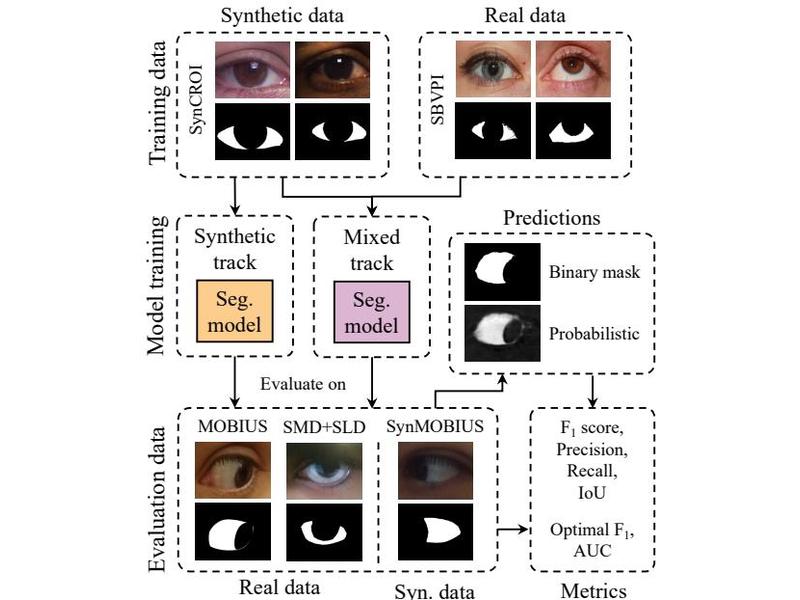 Synthetic data
Real data
Training data
SynCROI
SBVPI
Model training
Synthetic
track
Seg.
model
Mixed
track
Seg.
model
Predictions
Binary mask
Probabilistic
Evaluate on
Evaluation data
MOBIUS
SMD+SLD
SynMOBIUS
F₁ score,
Precision,
Recall,
IoU
Optimal F₁,
AUC
Real data
Syn. data
Metrics